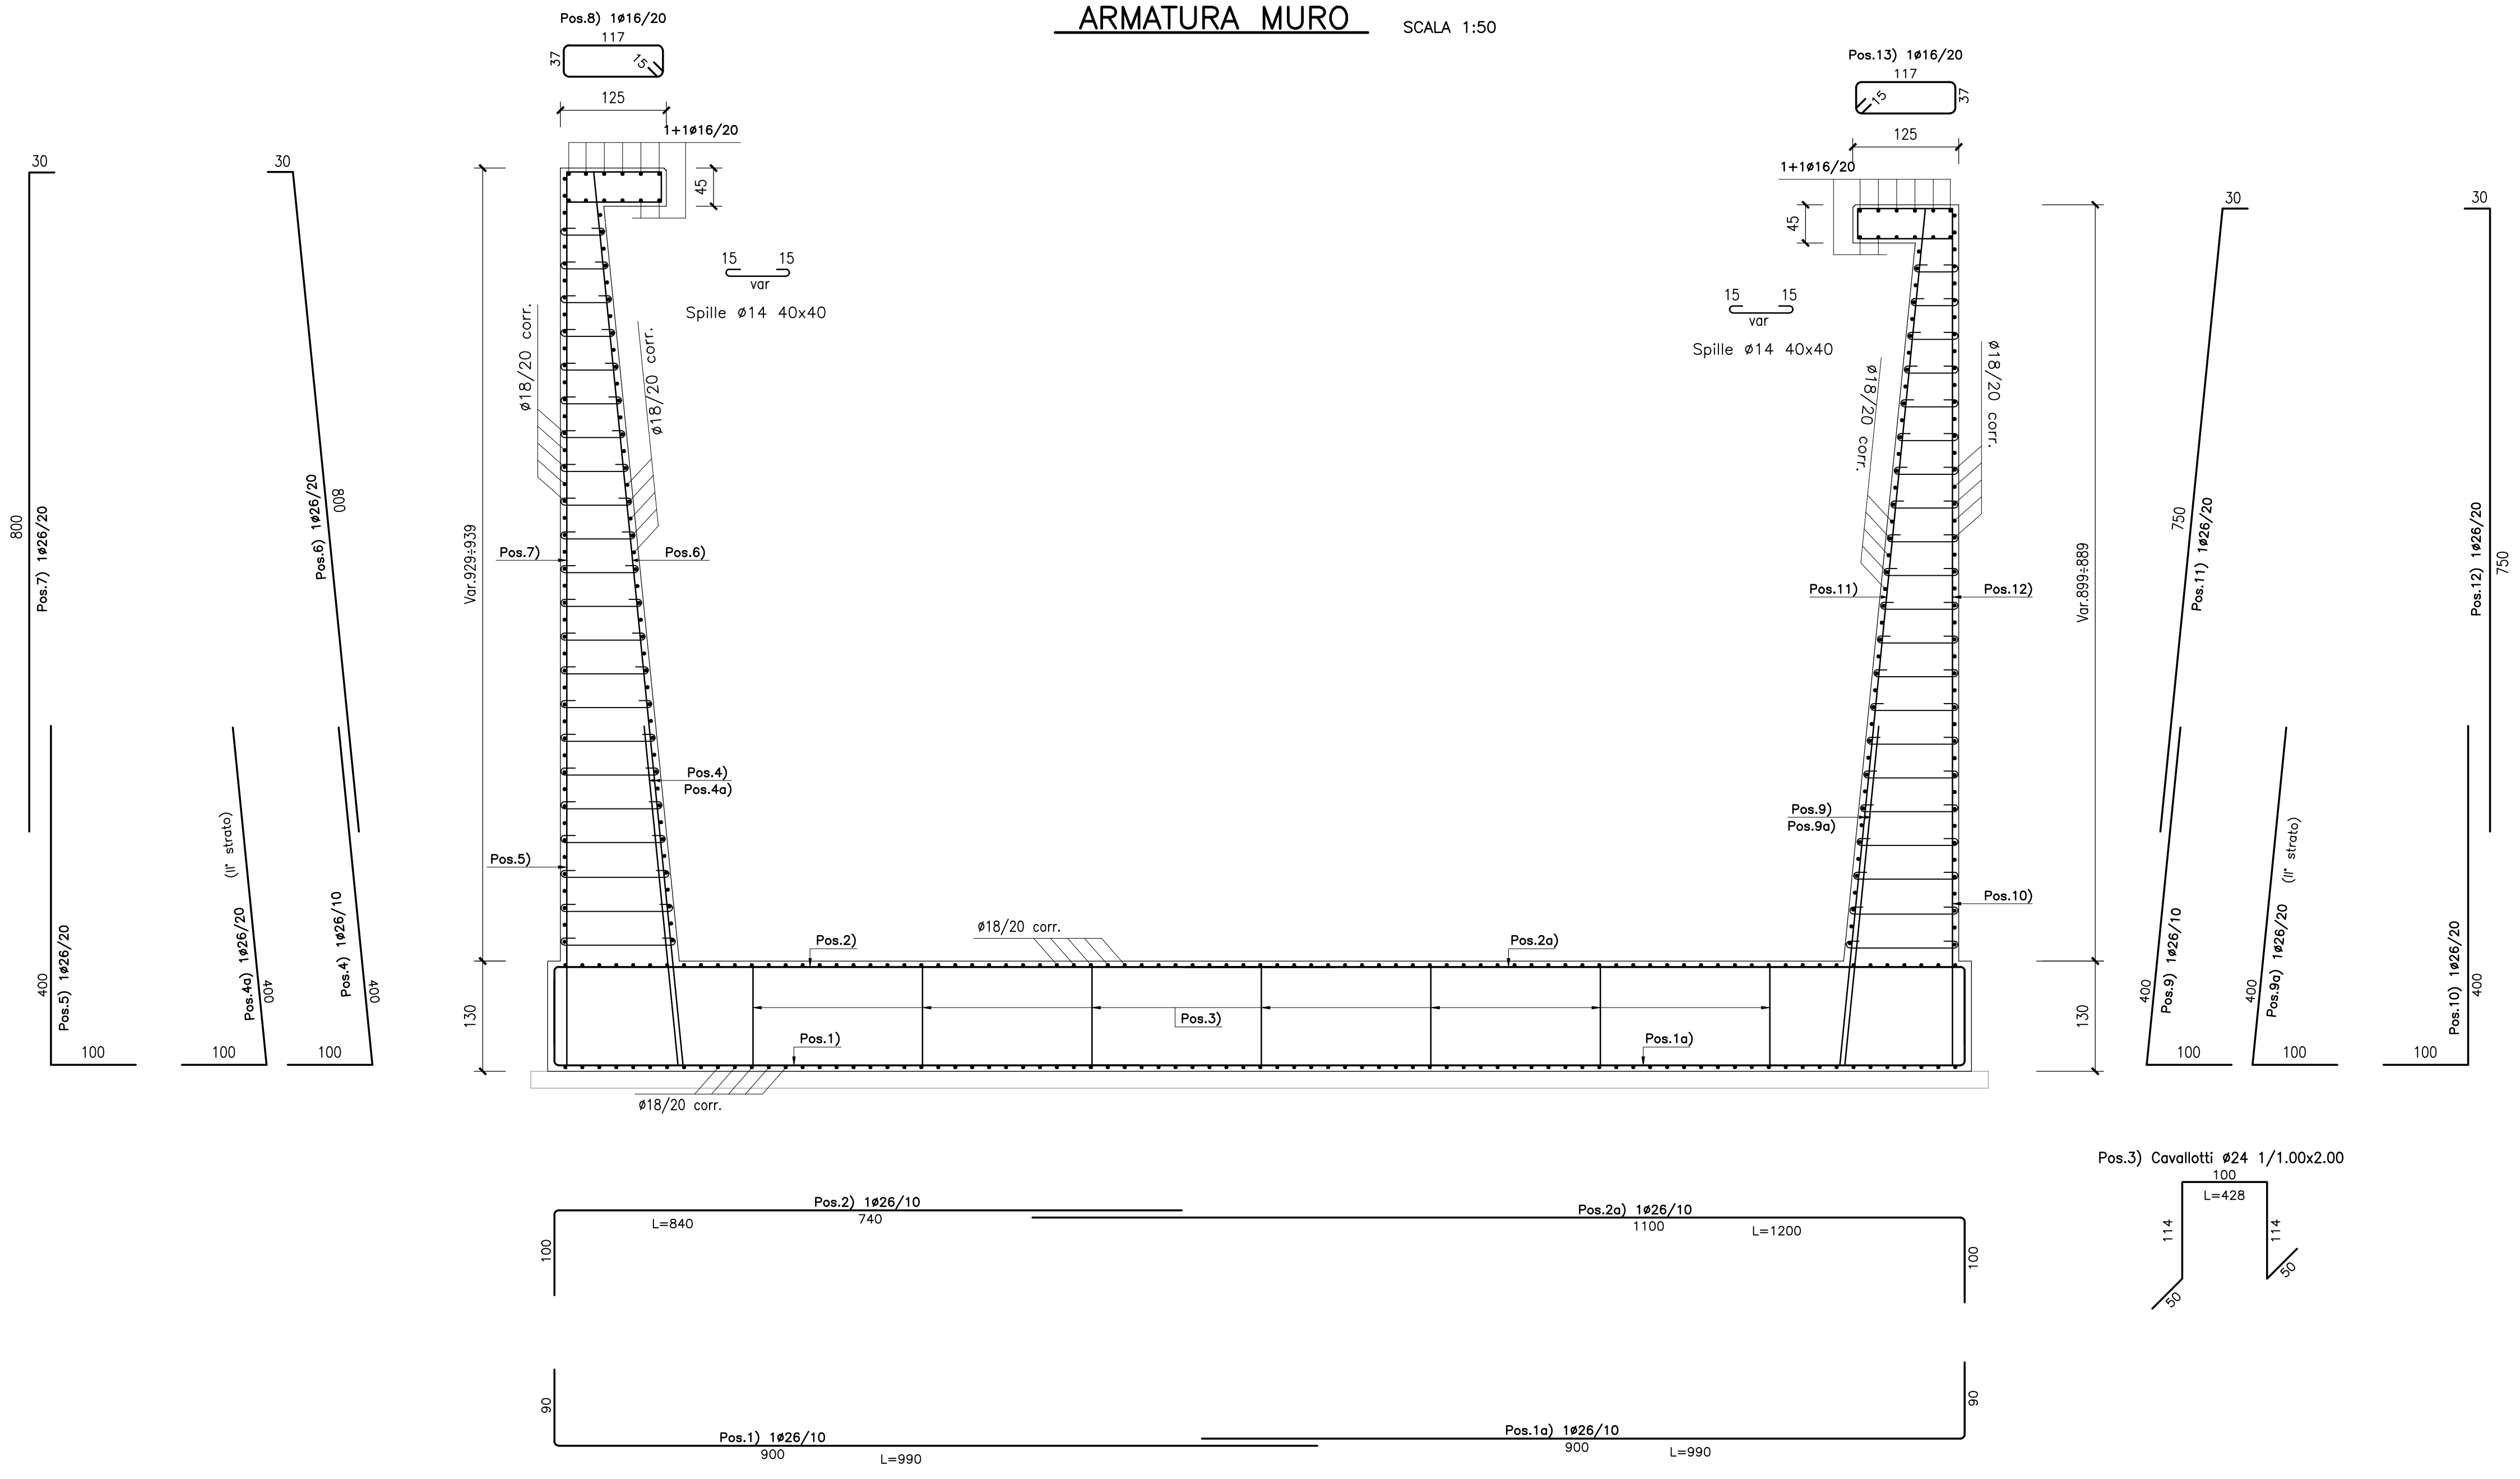 ARMATURA MURO
SCALA 1:50
Pos.8) 1ø16/20
117
37
15
125
1+1ø16/20
45
15 15
var
Spille ø14 40x40
ø18/20 corr.
ø18/20 corr.
Var.929÷939
130
Pos.7)
Pos.6)
Pos.4)
Pos.4a)
Pos.5)
30
800
Pos.7) 1ø26/20
30
Pos.6) 1ø26/20
800
400
Pos.5) 1ø26/20
100
(II° strato)
Pos.4a) 1ø26/20
400
100
Pos.4) 1ø26/10
400
100
Pos.13) 1ø16/20
117
37
15
125
1+1ø16/20
45
15 15
var
Spille ø14 40x40
ø18/20 corr.
ø18/20 corr.
Var.899÷889
130
Pos.11)
Pos.12)
Pos.9)
Pos.9a)
Pos.10)
30
750
Pos.11) 1ø26/20
30
Pos.12) 1ø26/20
750
400
Pos.9) 1ø26/10
100
(II° strato)
400
Pos.9a) 1ø26/20
100
Pos.10) 1ø26/20
400
100
Pos.2)
ø18/20 corr.
Pos.2a)
Pos.3)
Pos.1)
Pos.1a)
ø18/20 corr.
Pos.3) Cavallotti ø24 1/1.00x2.00
100
L=428
114
114
50
50
Pos.2) 1ø26/10
L=840
740
100
Pos.2a) 1ø26/10
1100
L=1200
100
90
Pos.1) 1ø26/10
900
L=990
Pos.1a) 1ø26/10
900
L=990
90